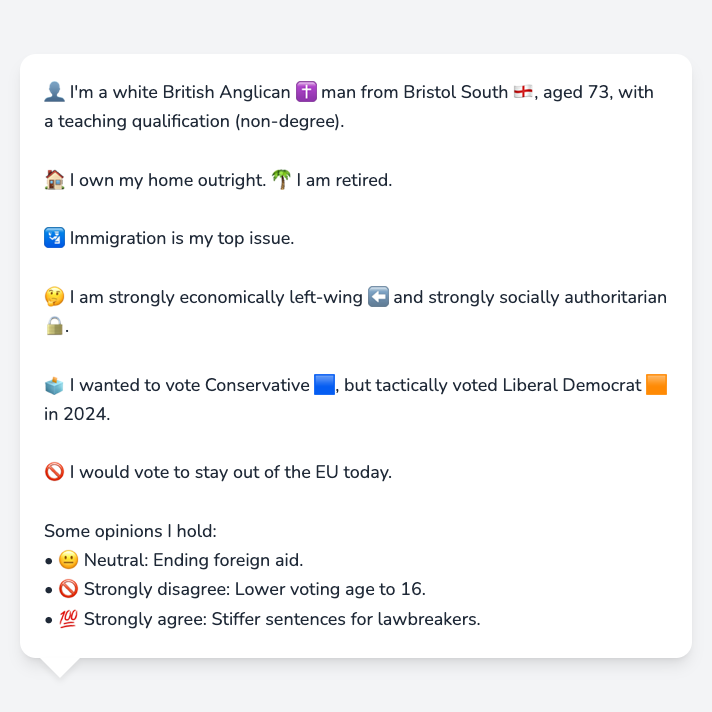 👤 I'm a white British Anglican ✝️ man from Bristol South 🏴󠁧󠁢󠁥󠁮󠁧󠁿, aged 73, with
a teaching qualification (non-degree).
🏠 I own my home outright. 🌴 I am retired.
🛂 Immigration is my top issue.
🤔 I am strongly economically left-wing ⬅️ and strongly socially authoritarian
🔒.
🗳️ I wanted to vote Conservative 🟦, but tactically voted Liberal Democrat 🟧
in 2024.
🚫 I would vote to stay out of the EU today.
Some opinions I hold:
• 😐 Neutral: Ending foreign aid.
• 🚫 Strongly disagree: Lower voting age to 16.
• 💯 Strongly agree: Stiffer sentences for lawbreakers.